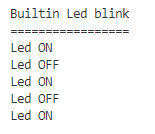 Builtin Led blink
=================
Led ON
Led OFF
Led ON
Led OFF
Led ON